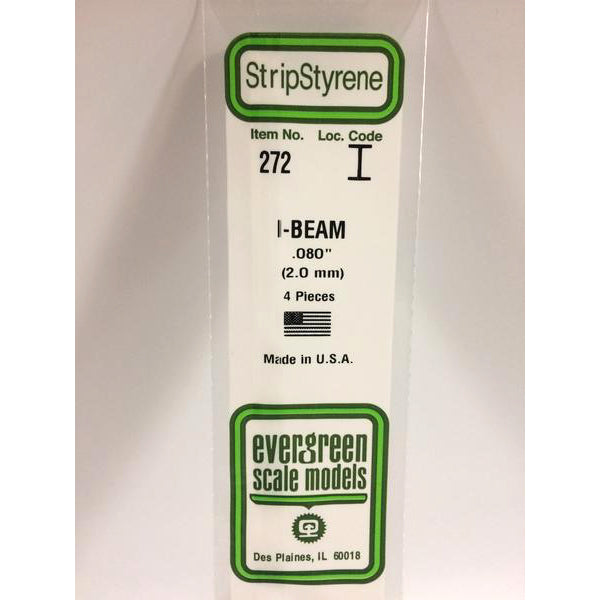 StripStyrene
Item No. Loc. Code
272 I
I-BEAM
.080"
(2.0 mm)
4 Pieces
Made in U.S.A.
evergreen
scale models
Des Plaines, IL 60018